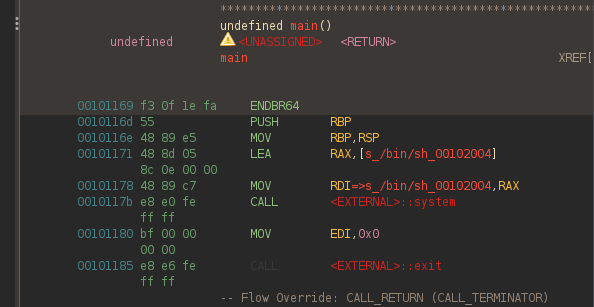 *****************************************************
undefined main()
undefined <UNASSIGNED> <RETURN>
main XREF[
00101169 f3 0f 1e fa ENDBR64
0010116d 55 PUSH RBP
0010116e 48 89 e5 MOV RBP,RSP
00101171 48 8d 05 LEA RAX,[s_/bin/sh_00102004]
8c 0e 00 00
00101178 48 89 c7 MOV RDI=>s_/bin/sh_00102004,RAX
0010117b e8 e0 fe CALL <EXTERNAL>::system
ff ff
00101180 bf 00 00 MOV EDI,0x0
00 00
00101185 e8 e6 fe CALL <EXTERNAL>::exit
ff ff
-- Flow Override: CALL_RETURN (CALL_TERMINATOR)